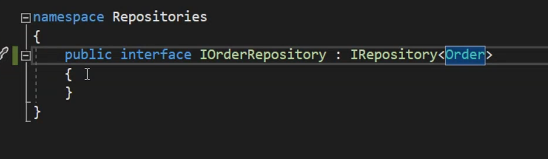 namespace Repositories
{
public interface IOrderRepository : IRepository<Order>
{
}
}